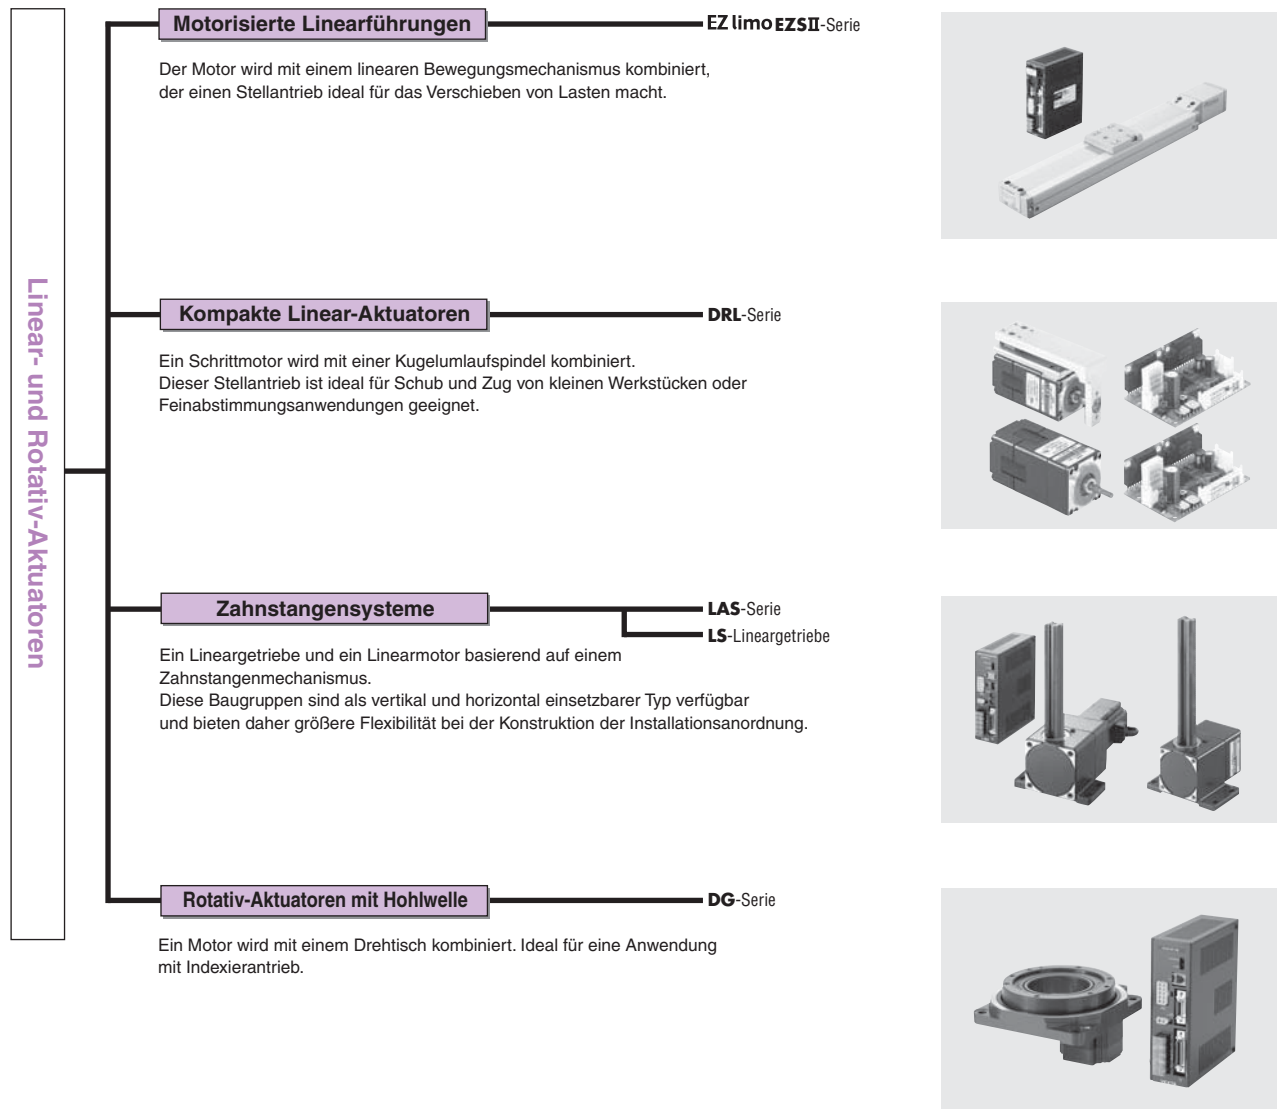 Linear- und Rotativ-Aktuatoren
Motorisierte Linearführungen
EZ limo EZSII-Serie
Der Motor wird mit einem linearen Bewegungsmechanismus kombiniert,
der einen Stellantrieb ideal für das Verschieben von Lasten macht.
Kompakte Linear-Aktuatoren
DRL-Serie
Ein Schrittmotor wird mit einer Kugelumlaufspindel kombiniert.
Dieser Stellantrieb ist ideal für Schub und Zug von kleinen Werkstücken oder
Feinabstimmungsanwendungen geeignet.
Zahnstangensysteme
LAS-Serie
LS-Lineargetriebe
Ein Lineargetriebe und ein Linearmotor basierend auf einem
Zahnstangenmechanismus.
Diese Baugruppen sind als vertikal und horizontal einsetzbarer Typ verfügbar
und bieten daher größere Flexibilität bei der Konstruktion der Installationsanordnung.
Rotativ-Aktuatoren mit Hohlwelle
DG-Serie
Ein Motor wird mit einem Drehtisch kombiniert. Ideal für eine Anwendung
mit Indexierantrieb.